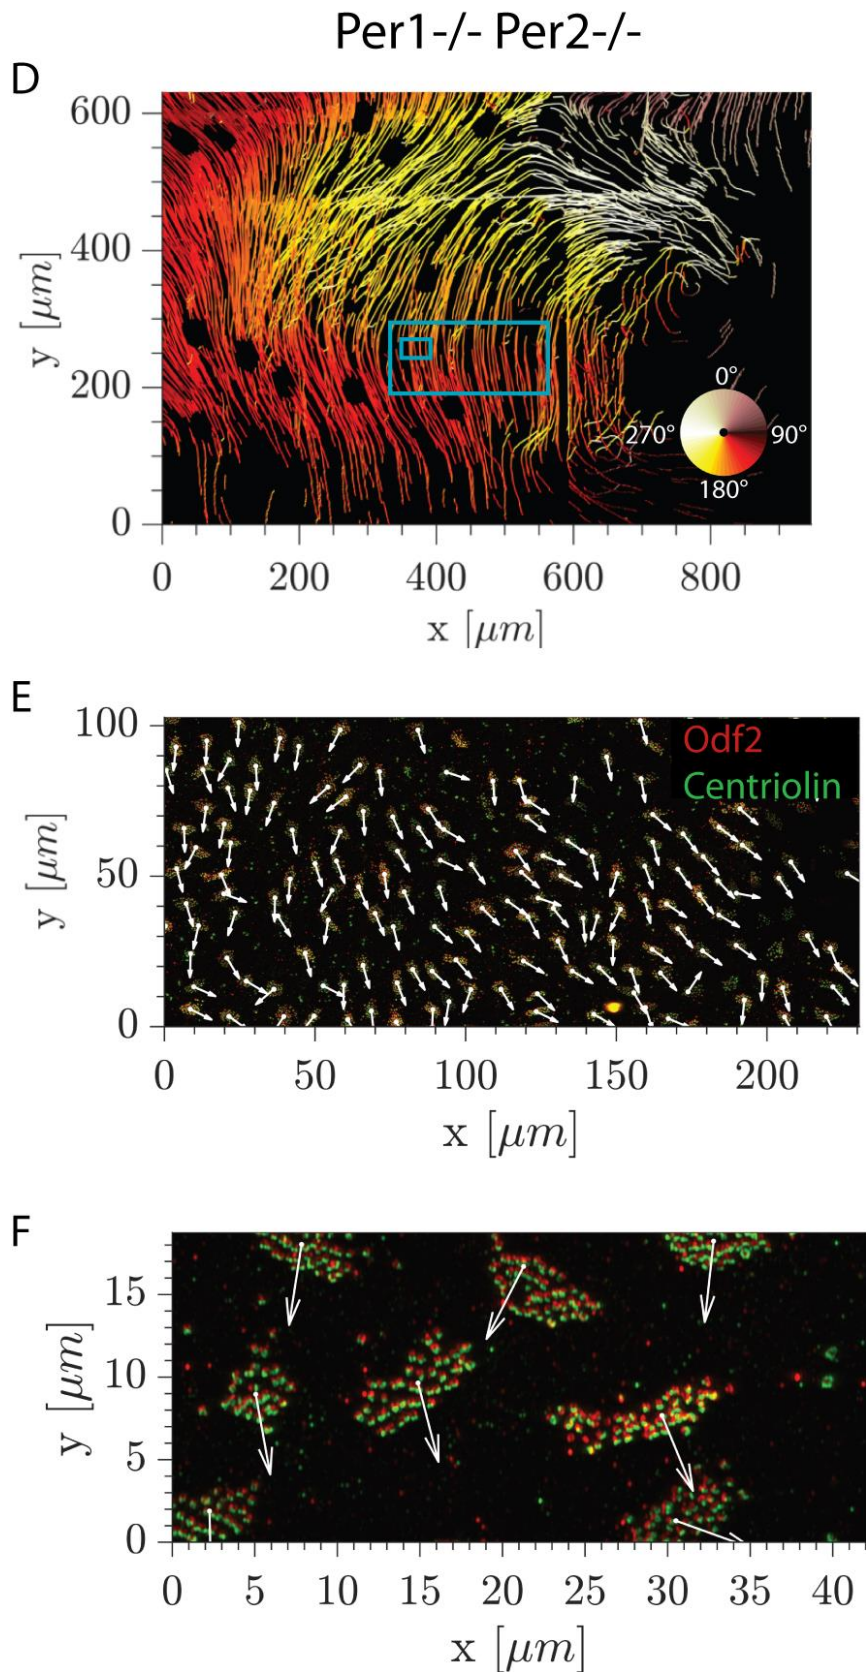 Per1-/- Per2-/-
D
600
400
200
0
y [μm]
0°
270° 90°
180°
0 200 400 600 800
x [μm]
E
Odf2
Centriolin
100
50
0
y [μm]
0 50 100 150 200
x [μm]
F
15
10
5
0
y [μm]
0 5 10 15 20 25 30 35 40
x [μm]